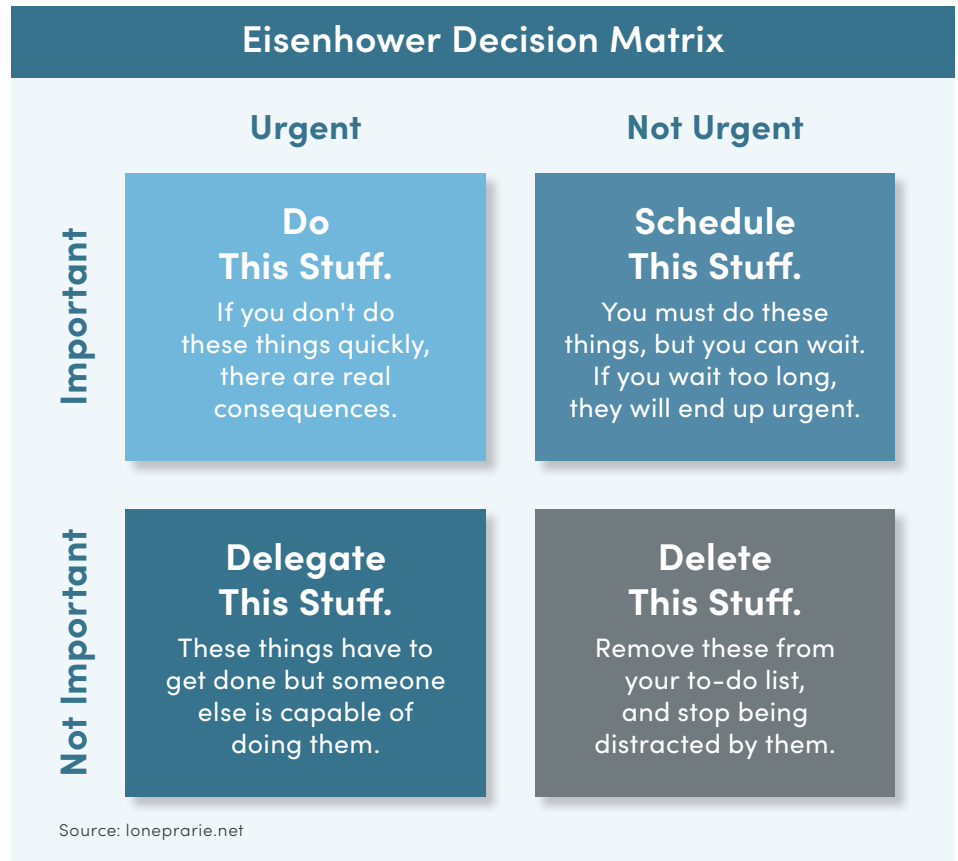 Eisenhower Decision Matrix
Urgent
Not Urgent
Important
Do
This Stuff.
If you don't do
these things quickly,
there are real
consequences.
Schedule
This Stuff.
You must do these
things, but you can wait.
If you wait too long,
they will end up urgent.
Not Important
Delegate
This Stuff.
These things have to
get done but someone
else is capable of
doing them.
Delete
This Stuff.
Remove these from
your to-do list,
and stop being
distracted by them.
Source: loneprarie.net